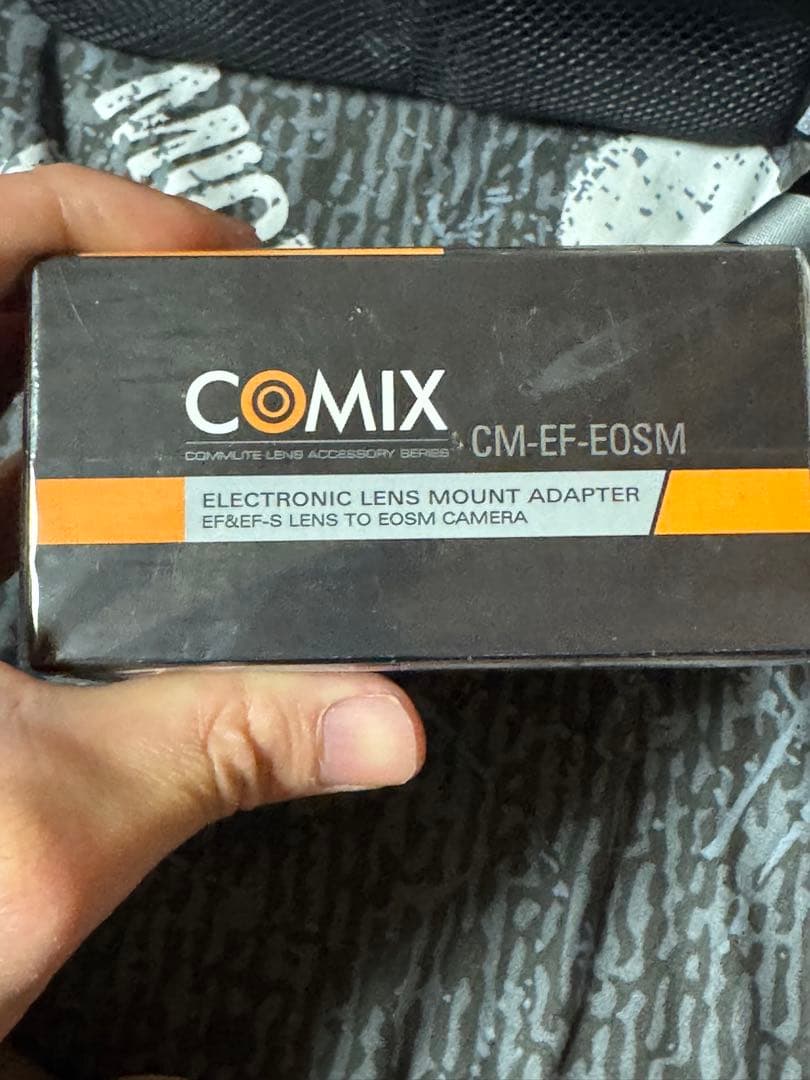 COMIX
COMMLITE LENS ACCESSORY SERIES
CM-EF-EOSM
ELECTRONIC LENS MOUNT ADAPTER
EF&EF-S LENS TO EOSM CAMERA